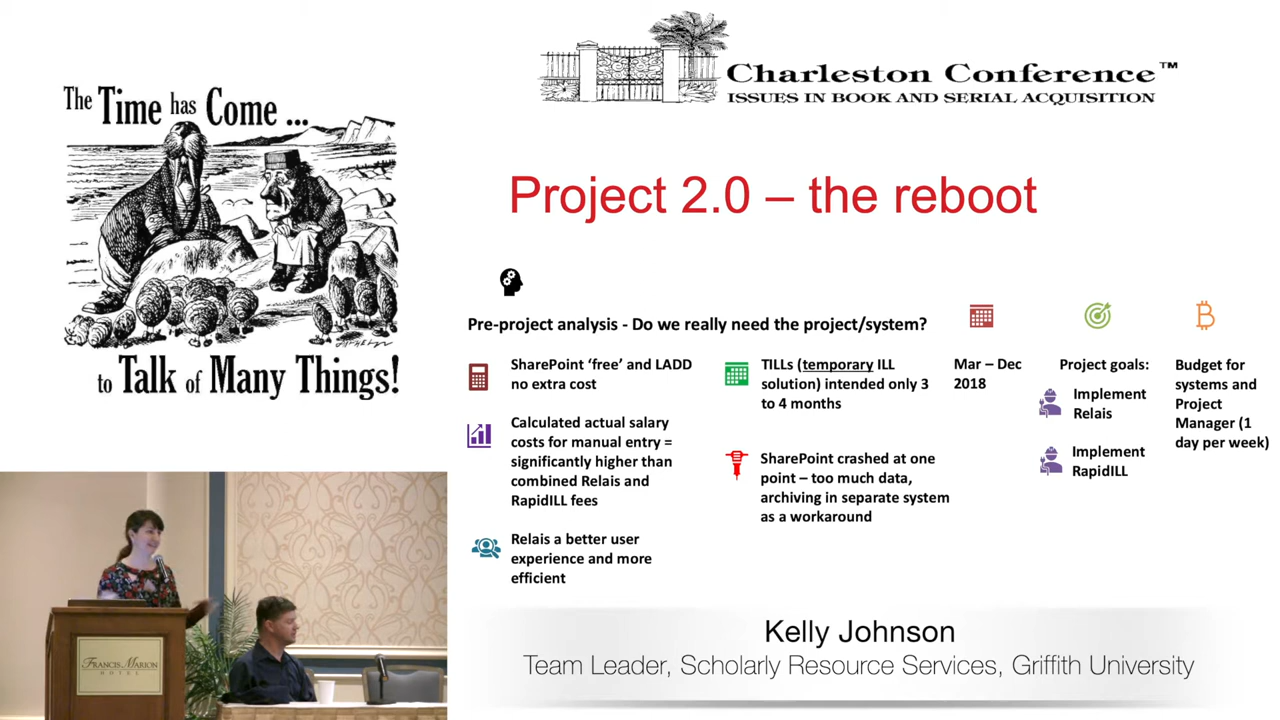 The Time has Come ...
to Talk of Many Things!
Charleston Conference™
ISSUES IN BOOK AND SERIAL ACQUISITION
Project 2.0 – the reboot
Pre-project analysis - Do we really need the project/system?
SharePoint ‘free’ and LADD
no extra cost
Calculated actual salary
costs for manual entry =
significantly higher than
combined Relais and
RapidILL fees
Relais a better user
experience and more
efficient
TILLs (temporary ILL
solution) intended only 3
to 4 months
SharePoint crashed at one
point – too much data,
archiving in separate system
as a workaround
Mar – Dec
2018
Project goals:
Implement
Relais
Implement
RapidILL
Budget for
systems and
Project
Manager (1
day per week)
FRANCIS MARION
HOTEL
Kelly Johnson
Team Leader, Scholarly Resource Services, Griffith University